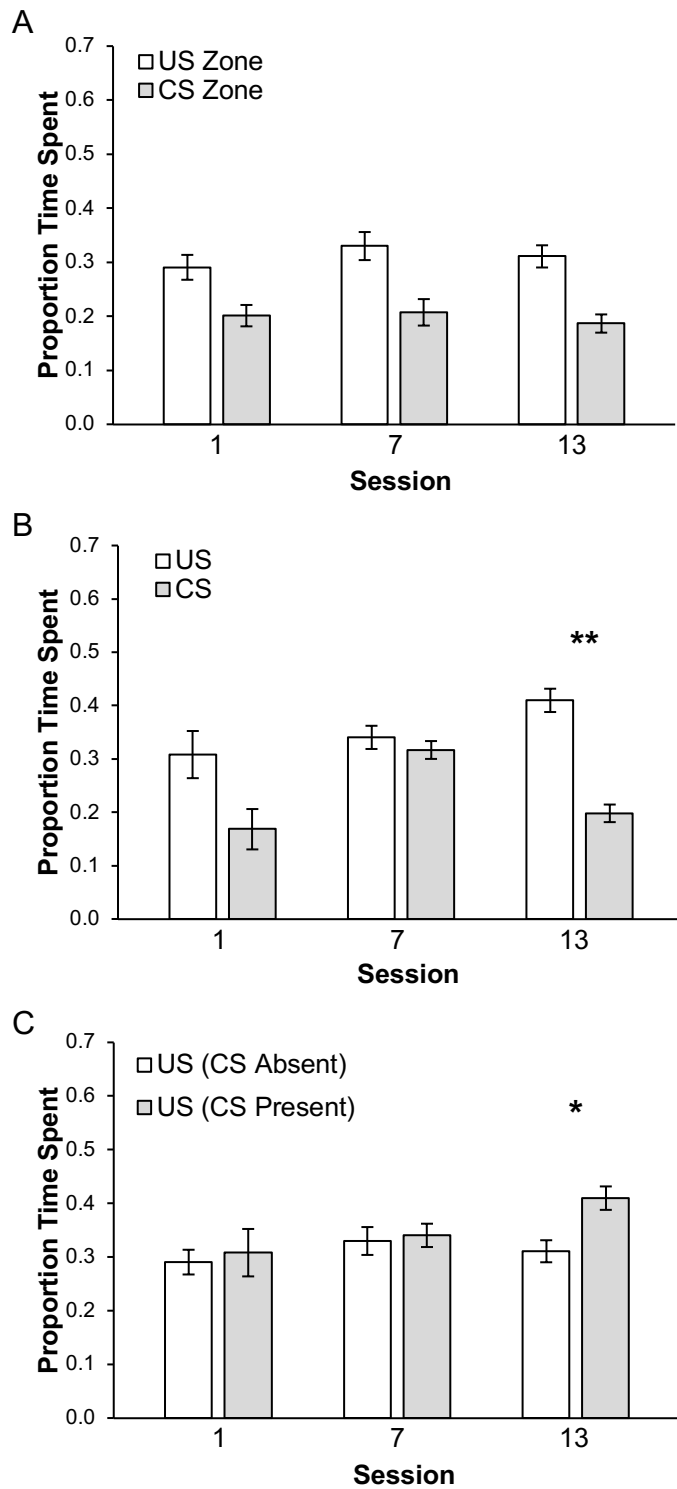 A
0.7
0.6
0.5
0.4
0.3
0.2
0.1
0.0
Proportion Time Spent
US Zone
CS Zone
1 7 13
Session
B
0.7
0.6
0.5
0.4
0.3
0.2
0.1
0.0
Proportion Time Spent
US
CS
**
1 7 13
Session
C
0.7
0.6
0.5
0.4
0.3
0.2
0.1
0.0
Proportion Time Spent
US (CS Absent)
US (CS Present)
*
1 7 13
Session